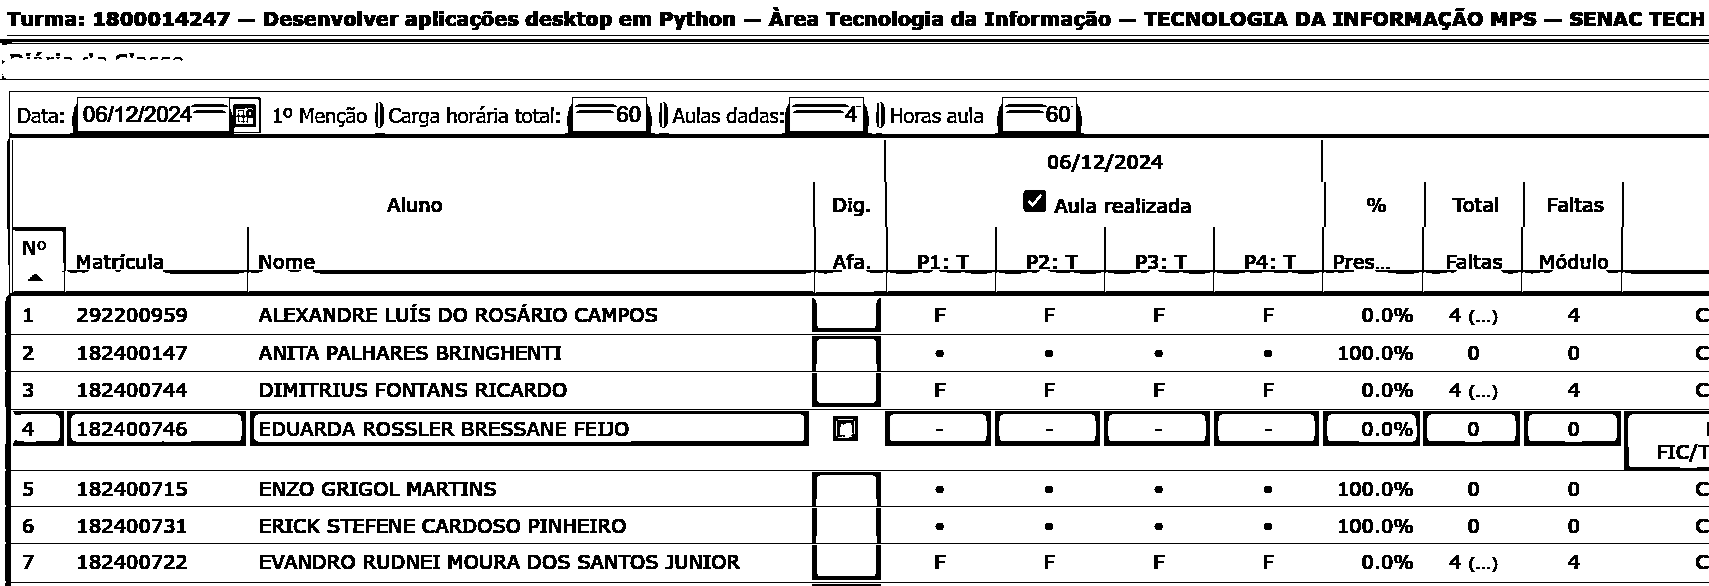 Turma: 1800014247 — Desenvolver aplicações desktop em Python — Àrea Tecnologia da Informação — TECNOLOGIA DA INFORMAÇÃO MPS — SENAC TECH
Data: 06/12/2024 1º Menção Carga horária total: 60 Aulas dadas: 4 Horas aula 60
06/12/2024
Aluno Dig. Aula realizada % Total Faltas
Nº Matrícula Nome Afa. P1: T P2: T P3: T P4: T Pres... Faltas Módulo
1 292200959 ALEXANDRE LUÍS DO ROSÁRIO CAMPOS F F F F 0.0% 4 (...) 4 C
2 182400147 ANITA PALHARES BRINGHENTI • • • • 100.0% 0 0 C
3 182400744 DIMITRIUS FONTANS RICARDO F F F F 0.0% 4 (...) 4 C
4 182400746 EDUARDA ROSSLER BRESSANE FEIJO - - - - 0.0% 0 0
FIC/T
5 182400715 ENZO GRIGOL MARTINS • • • • 100.0% 0 0 C
6 182400731 ERICK STEFENE CARDOSO PINHEIRO • • • • 100.0% 0 0 C
7 182400722 EVANDRO RUDNEI MOURA DOS SANTOS JUNIOR F F F F 0.0% 4 (...) 4 C